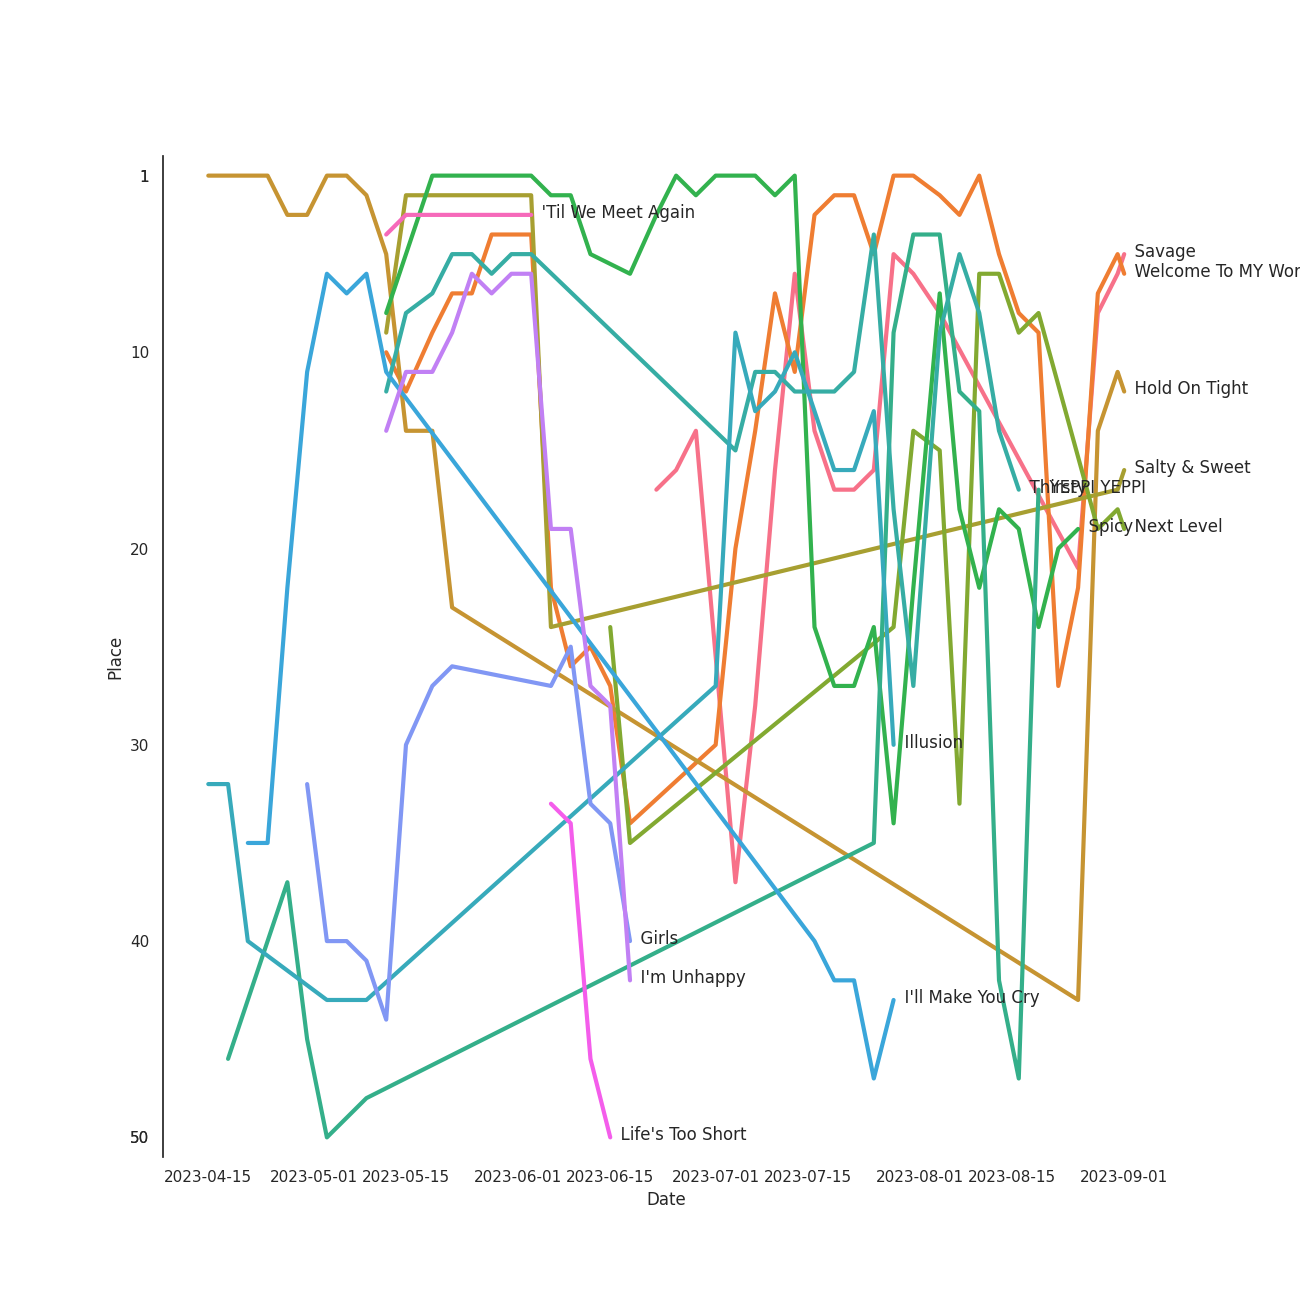 1
'Til We Meet Again
Savage
Welcome To MY Wor
10
Hold On Tight
Salty & Sweet
Thirsty
YEPPI YEPPI
Spicy
Next Level
20
30
Illusion
Place
40
Girls
I'm Unhappy
I'll Make You Cry
50
Life's Too Short
2023-04-15 2023-05-01 2023-05-15 2023-06-01 2023-06-15 2023-07-01 2023-07-15 2023-08-01 2023-08-15 2023-09-01
Date